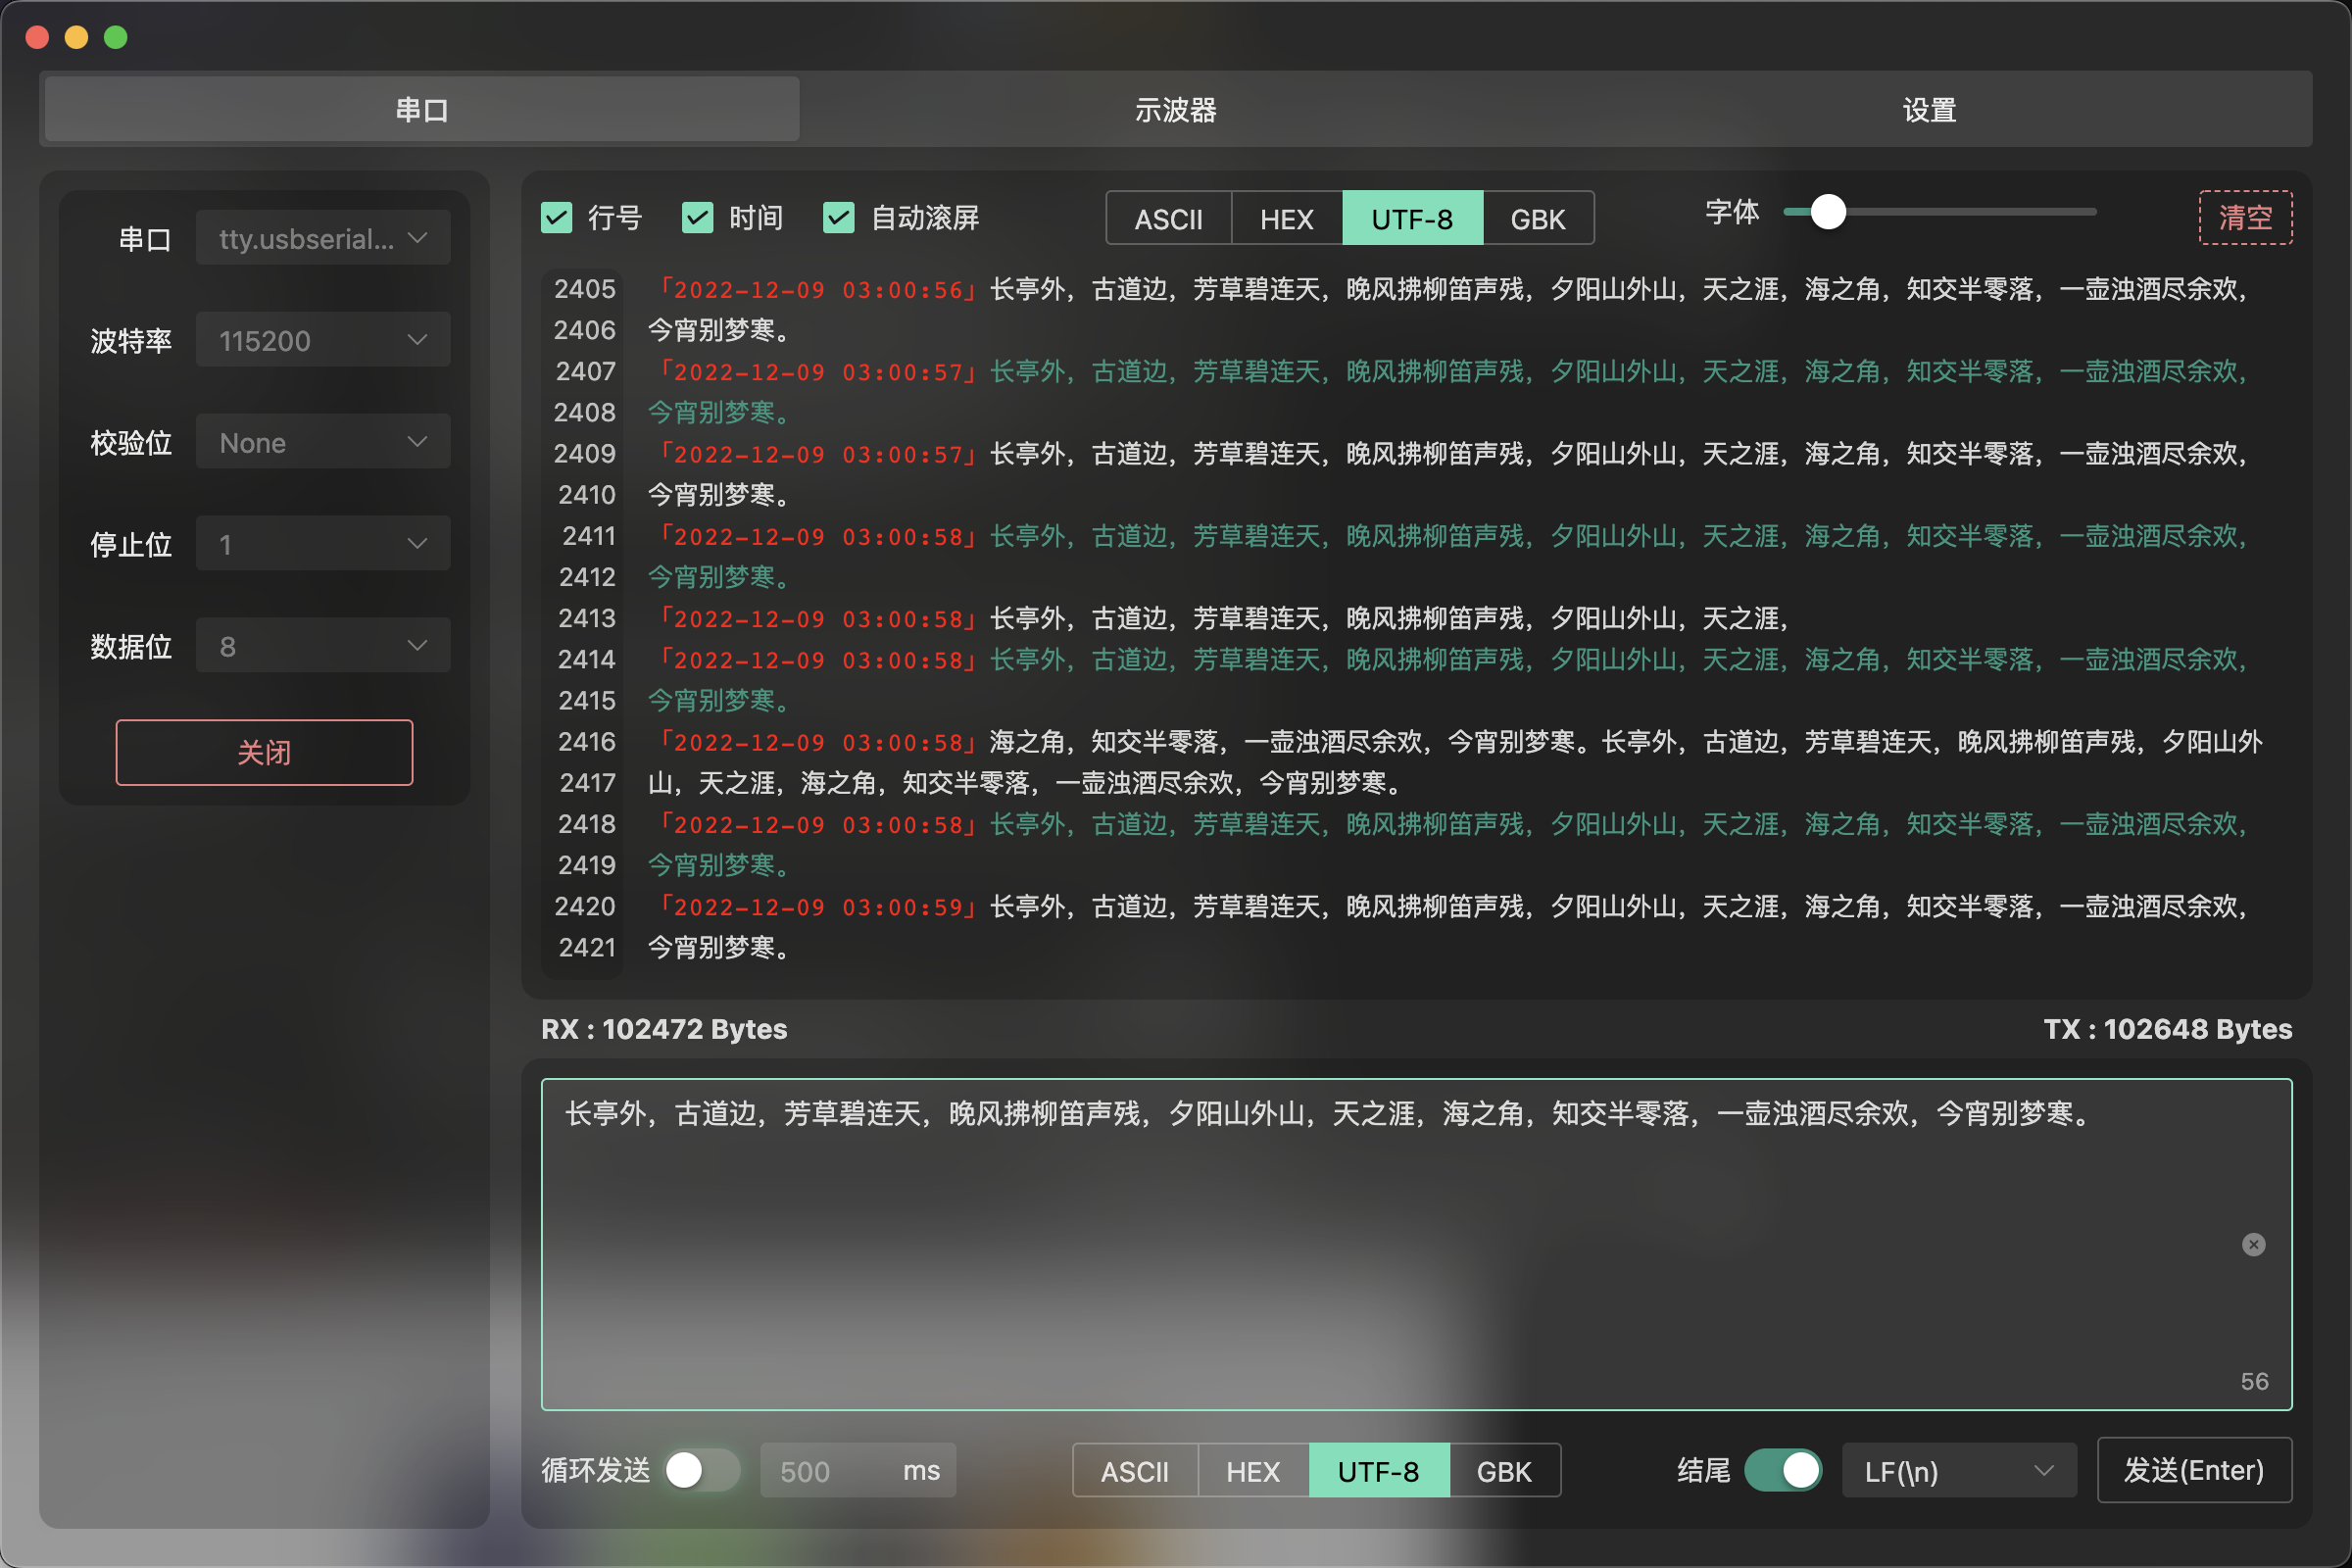 串口 示波器 设置
串口 tty.usbserial...
波特率 115200
校验位 None
停止位 1
数据位 8
关闭
行号 时间 自动滚屏 ASCII HEX UTF-8 GBK 字体 清空
2405 「2022-12-09 03:00:56」长亭外，古道边，芳草碧连天，晚风拂柳笛声残，夕阳山外山，天之涯，海之角，知交半零落，一壶浊酒尽余欢，
2406 今宵别梦寒。
2407 「2022-12-09 03:00:57」长亭外，古道边，芳草碧连天，晚风拂柳笛声残，夕阳山外山，天之涯，海之角，知交半零落，一壶浊酒尽余欢，
2408 今宵别梦寒。
2409 「2022-12-09 03:00:57」长亭外，古道边，芳草碧连天，晚风拂柳笛声残，夕阳山外山，天之涯，海之角，知交半零落，一壶浊酒尽余欢，
2410 今宵别梦寒。
2411 「2022-12-09 03:00:58」长亭外，古道边，芳草碧连天，晚风拂柳笛声残，夕阳山外山，天之涯，海之角，知交半零落，一壶浊酒尽余欢，
2412 今宵别梦寒。
2413 「2022-12-09 03:00:58」长亭外，古道边，芳草碧连天，晚风拂柳笛声残，夕阳山外山，天之涯，
2414 「2022-12-09 03:00:58」长亭外，古道边，芳草碧连天，晚风拂柳笛声残，夕阳山外山，天之涯，海之角，知交半零落，一壶浊酒尽余欢，
2415 今宵别梦寒。
2416 「2022-12-09 03:00:58」海之角，知交半零落，一壶浊酒尽余欢，今宵别梦寒。长亭外，古道边，芳草碧连天，晚风拂柳笛声残，夕阳山外
2417 山，天之涯，海之角，知交半零落，一壶浊酒尽余欢，今宵别梦寒。
2418 「2022-12-09 03:00:58」长亭外，古道边，芳草碧连天，晚风拂柳笛声残，夕阳山外山，天之涯，海之角，知交半零落，一壶浊酒尽余欢，
2419 今宵别梦寒。
2420 「2022-12-09 03:00:59」长亭外，古道边，芳草碧连天，晚风拂柳笛声残，夕阳山外山，天之涯，海之角，知交半零落，一壶浊酒尽余欢，
2421 今宵别梦寒。
RX : 102472 Bytes TX : 102648 Bytes
长亭外，古道边，芳草碧连天，晚风拂柳笛声残，夕阳山外山，天之涯，海之角，知交半零落，一壶浊酒尽余欢，今宵别梦寒。
56
循环发送 500 ms ASCII HEX UTF-8 GBK 结尾 LF(\n) 发送(Enter)